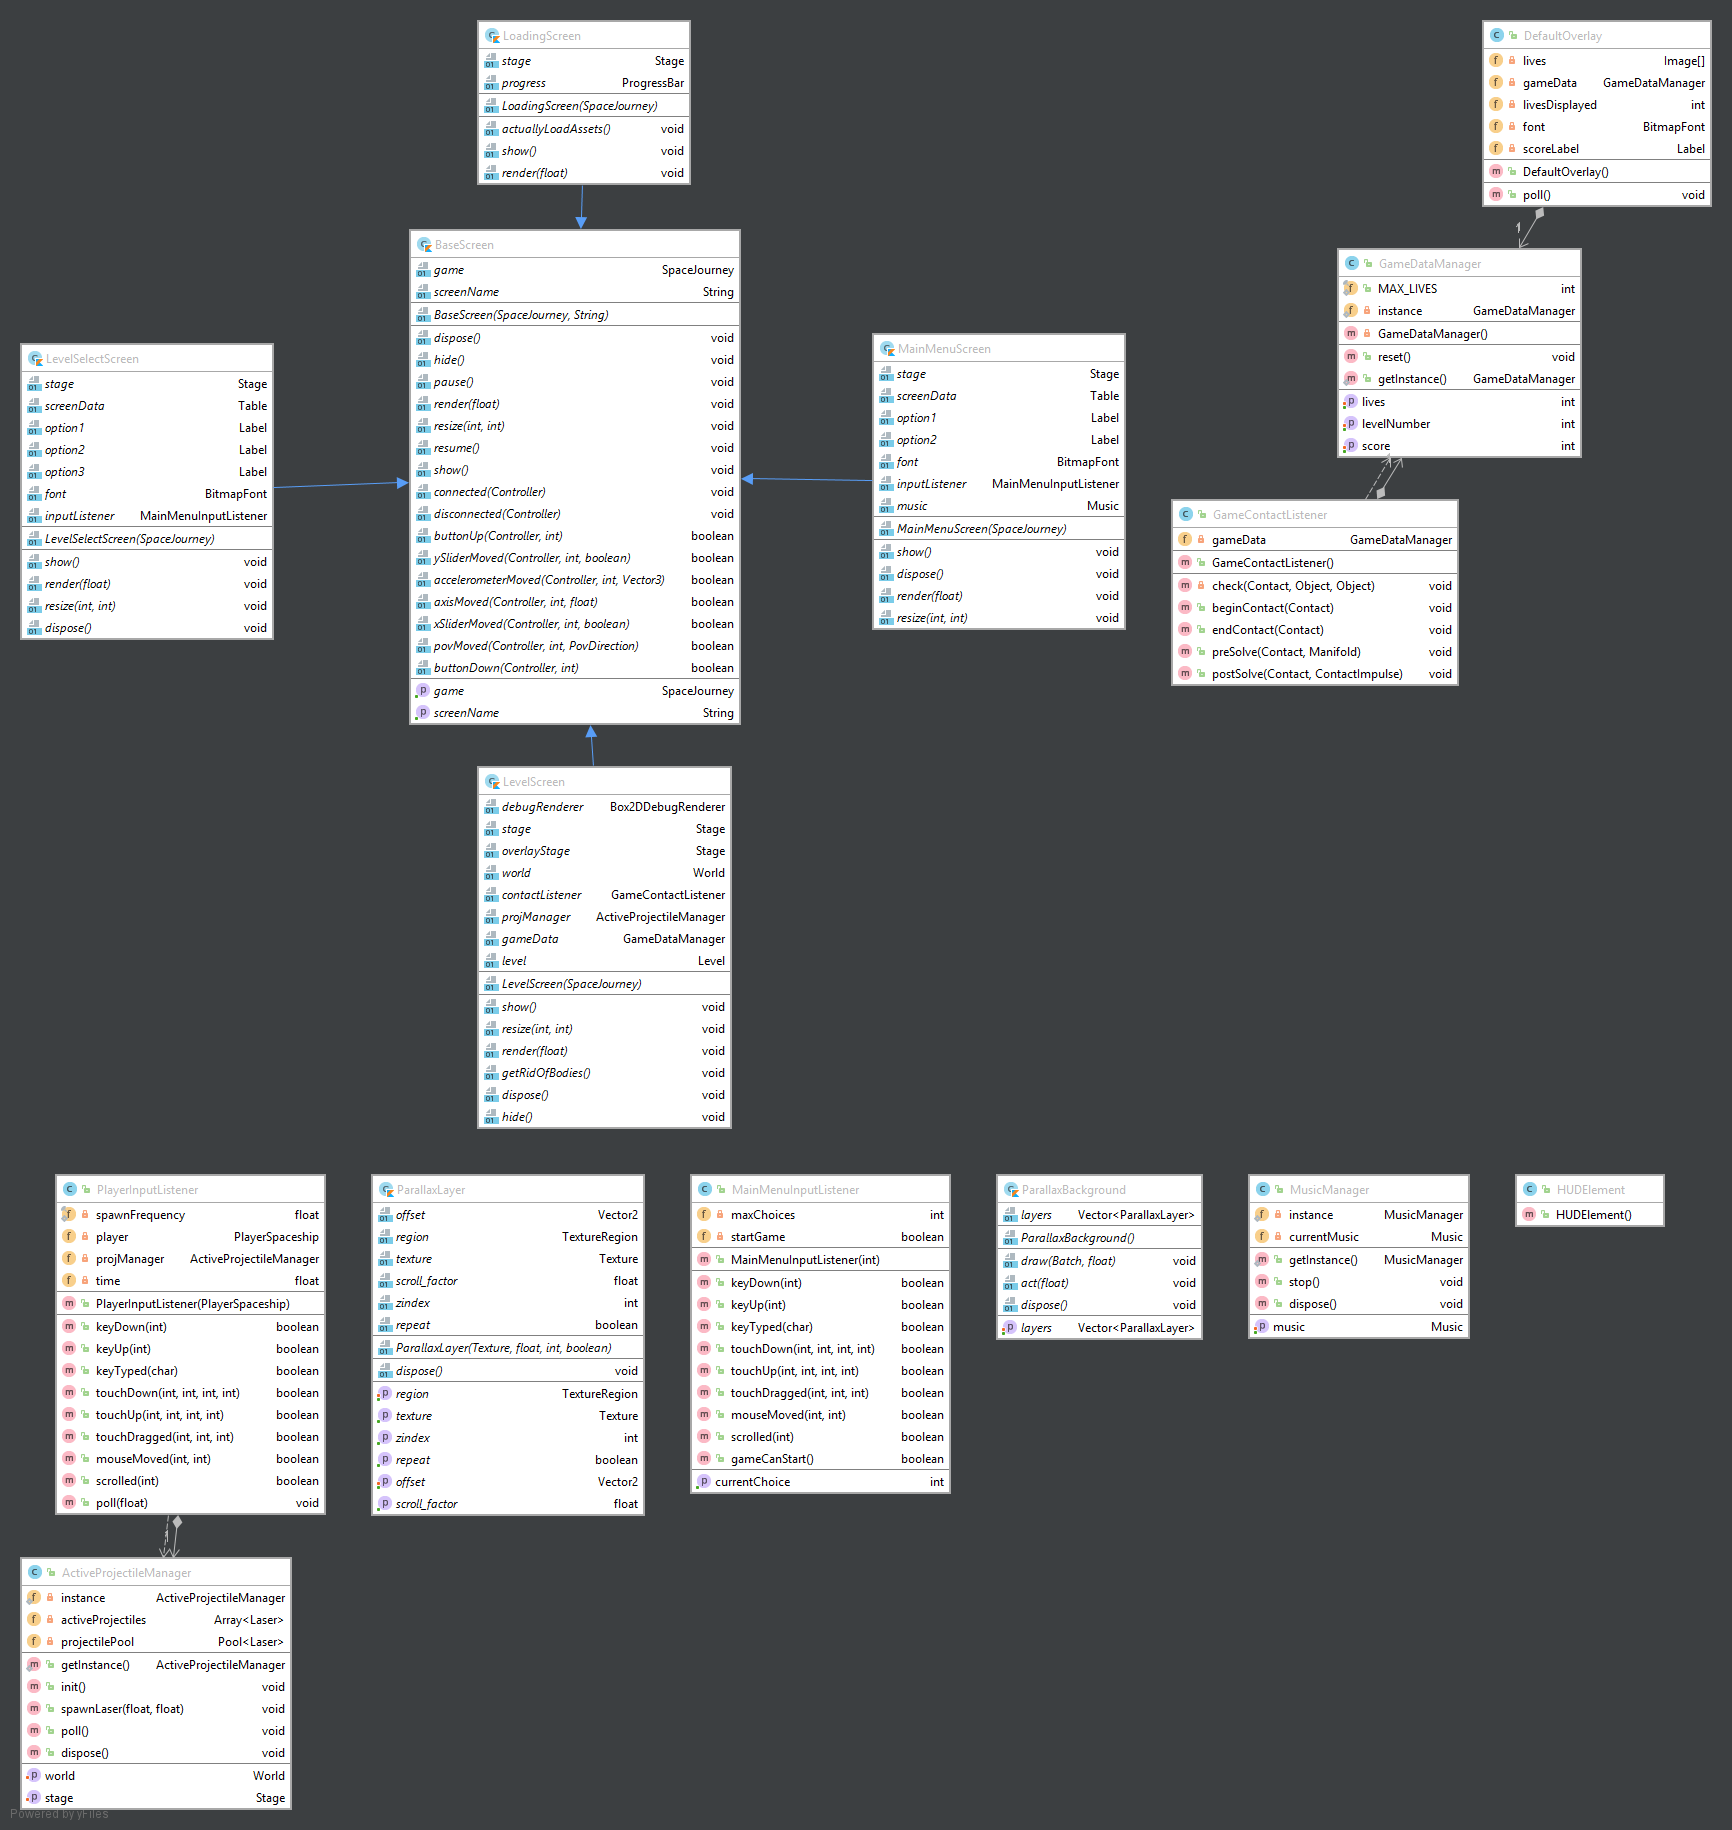 LoadingScreen
stage Stage
progress ProgressBar
LoadingScreen(SpaceJourney)
actuallyLoadAssets() void
show() void
render(float) void
DefaultOverlay
lives Image[]
gameData GameDataManager
livesDisplayed int
font BitmapFont
scoreLabel Label
DefaultOverlay()
poll() void
1
BaseScreen
game SpaceJourney
screenName String
BaseScreen(SpaceJourney, String)
dispose() void
hide() void
pause() void
render(float) void
resize(int, int) void
resume() void
show() void
connected(Controller) void
disconnected(Controller) void
buttonUp(Controller, int) boolean
ySliderMoved(Controller, int, boolean) boolean
accelerometerMoved(Controller, int, Vector3) boolean
axisMoved(Controller, int, float) boolean
xSliderMoved(Controller, int, boolean) boolean
povMoved(Controller, int, PovDirection) boolean
buttonDown(Controller, int) boolean
game SpaceJourney
screenName String
GameDataManager
MAX_LIVES int
instance GameDataManager
GameDataManager()
reset() void
getInstance() GameDataManager
lives int
levelNumber int
score int
LevelSelectScreen
stage Stage
screenData Table
option1 Label
option2 Label
option3 Label
font BitmapFont
inputListener MainMenuInputListener
LevelSelectScreen(SpaceJourney)
show() void
render(float) void
resize(int, int) void
dispose() void
MainMenuScreen
stage Stage
screenData Table
option1 Label
option2 Label
font BitmapFont
inputListener MainMenuInputListener
music Music
MainMenuScreen(SpaceJourney)
show() void
dispose() void
render(float) void
resize(int, int) void
GameContactListener
gameData GameDataManager
GameContactListener()
check(Contact, Object, Object) void
beginContact(Contact) void
endContact(Contact) void
preSolve(Contact, Manifold) void
postSolve(Contact, ContactImpulse) void
LevelScreen
debugRenderer Box2DDebugRenderer
stage Stage
overlayStage Stage
world World
contactListener GameContactListener
projManager ActiveProjectileManager
gameData GameDataManager
level Level
LevelScreen(SpaceJourney)
show() void
resize(int, int) void
render(float) void
getRidOfBodies() void
dispose() void
hide() void
PlayerInputListener
spawnFrequency float
player PlayerSpaceship
projManager ActiveProjectileManager
time float
PlayerInputListener(PlayerSpaceship)
keyDown(int) boolean
keyUp(int) boolean
keyTyped(char) boolean
touchDown(int, int, int, int) boolean
touchUp(int, int, int, int) boolean
touchDragged(int, int, int) boolean
mouseMoved(int, int) boolean
scrolled(int) boolean
poll(float) void
ParallaxLayer
offset Vector2
region TextureRegion
texture Texture
scroll_factor float
zindex int
repeat boolean
ParallaxLayer(Texture, float, int, boolean)
dispose() void
region TextureRegion
texture Texture
zindex int
repeat boolean
offset Vector2
scroll_factor float
MainMenuInputListener
maxChoices int
startGame boolean
MainMenuInputListener(int)
keyDown(int) boolean
keyUp(int) boolean
keyTyped(char) boolean
touchDown(int, int, int, int) boolean
touchUp(int, int, int, int) boolean
touchDragged(int, int, int) boolean
mouseMoved(int, int) boolean
scrolled(int) boolean
gameCanStart() boolean
currentChoice int
ParallaxBackground
layers Vector<ParallaxLayer>
ParallaxBackground()
draw(Batch, float) void
act(float) void
dispose() void
layers Vector<ParallaxLayer>
MusicManager
instance MusicManager
currentMusic Music
getInstance() MusicManager
stop() void
dispose() void
music Music
HUDElement
HUDElement()
1
ActiveProjectileManager
instance ActiveProjectileManager
activeProjectiles Array<Laser>
projectilePool Pool<Laser>
getInstance() ActiveProjectileManager
init() void
spawnLaser(float, float) void
poll() void
dispose() void
world World
stage Stage
Powered by yFiles